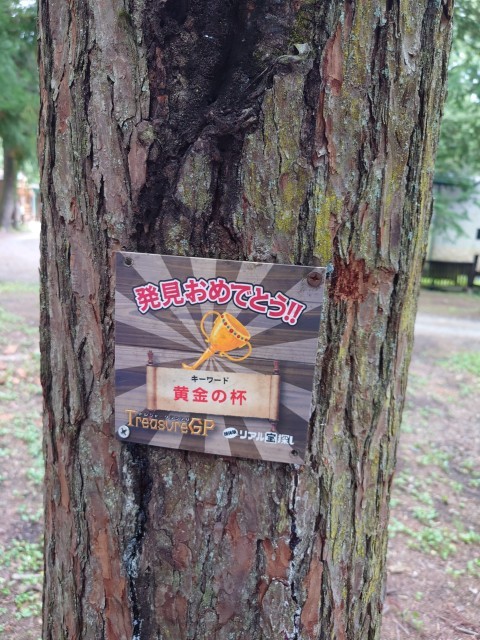 発見おめでとう!!
キーワード
黄金の杯
TreasureGP
リアル宝探し